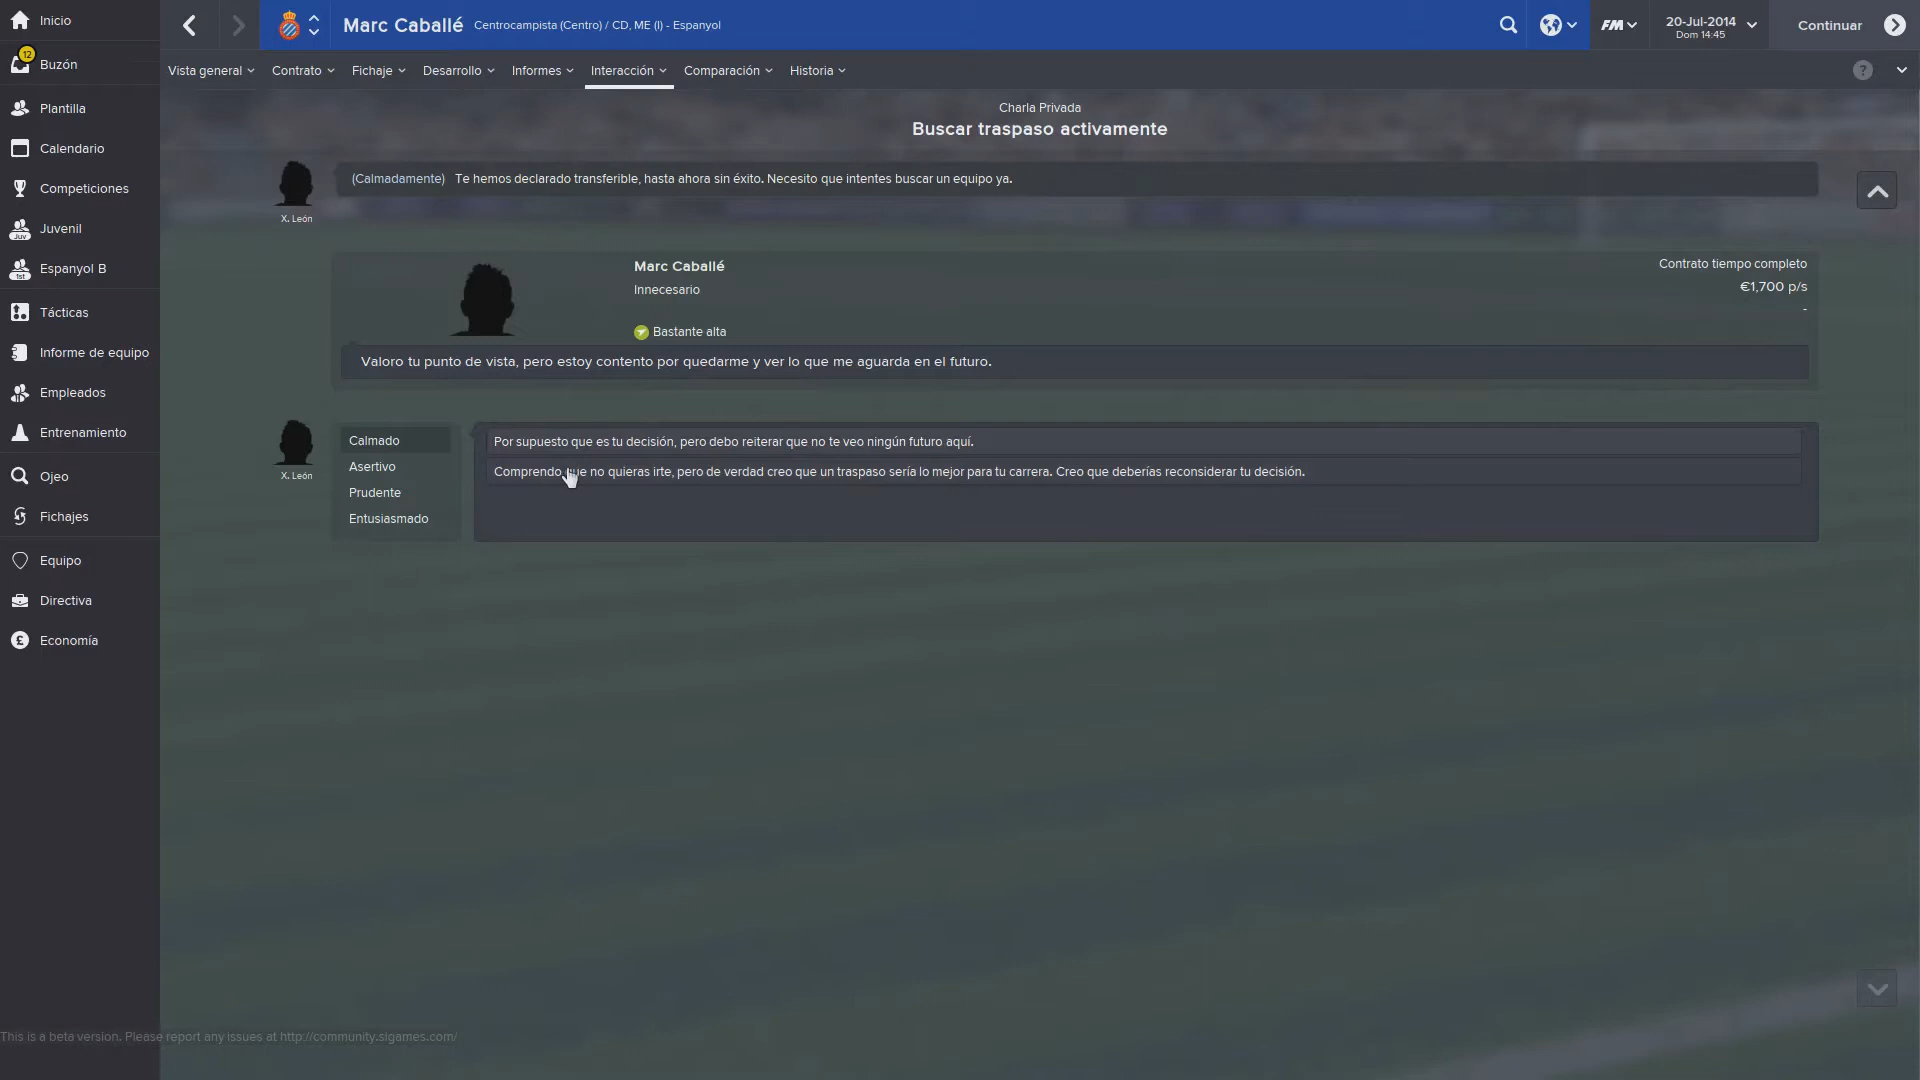 Inicio
12
Buzón
Plantilla
Calendario
Competiciones
Juvenil
Espanyol B
Tácticas
Informe de equipo
Empleados
Entrenamiento
Ojeo
Fichajes
Equipo
Directiva
Economía
Marc Caballé
Centrocampista (Centro) / CD, ME (I) - Espanyol
FM
20-Jul-2014
Dom 14:45
Continuar
Vista general
Contrato
Fichaje
Desarrollo
Informes
Interacción
Comparación
Historia
?
Charla Privada
Buscar traspaso activamente
X. León
(Calmadamente) Te hemos declarado transferible, hasta ahora sin éxito. Necesito que intentes buscar un equipo ya.
Marc Caballé
Innecesario
Bastante alta
Contrato tiempo completo
€1,700 p/s
-
Valoro tu punto de vista, pero estoy contento por quedarme y ver lo que me aguarda en el futuro.
X. León
Calmado
Asertivo
Prudente
Entusiasmado
Por supuesto que es tu decisión, pero debo reiterar que no te veo ningún futuro aquí.
Comprendo que no quieras irte, pero de verdad creo que un traspaso sería lo mejor para tu carrera. Creo que deberías reconsiderar tu decisión.
This is a beta version. Please report any issues at http://community.sigames.com/